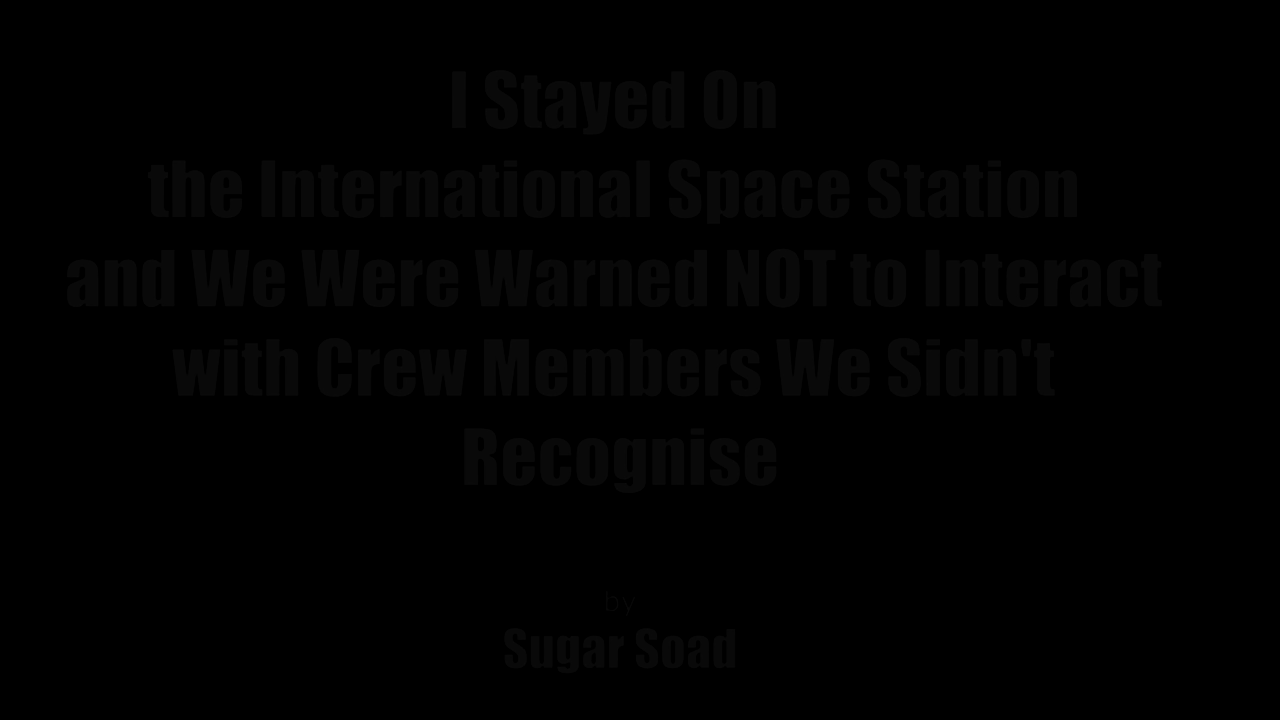 I Stayed On
the International Space Station
and We Were Warned NOT to Interact
with Crew Members We Sidn't
Recognise
by
Sugar Soad